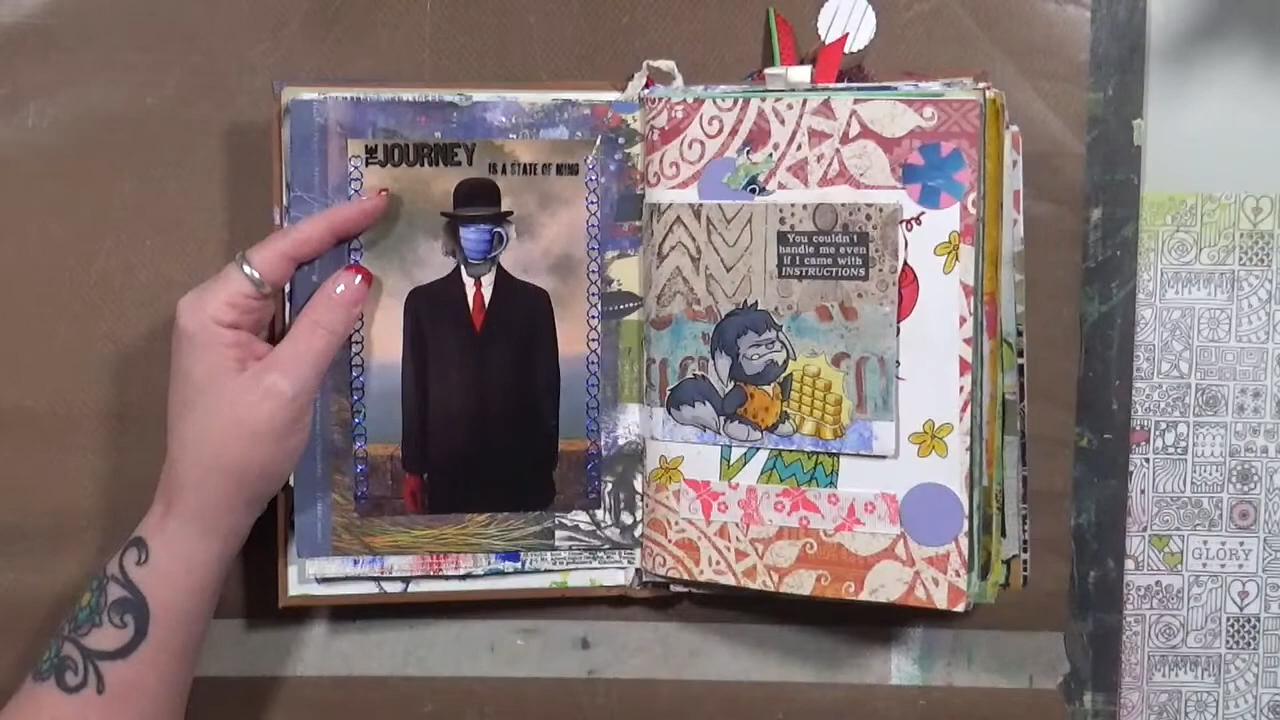 THE JOURNEY
IS A STATE OF MIND
You couldn't
handle me even
if I came with
INSTRUCTIONS
GLORY